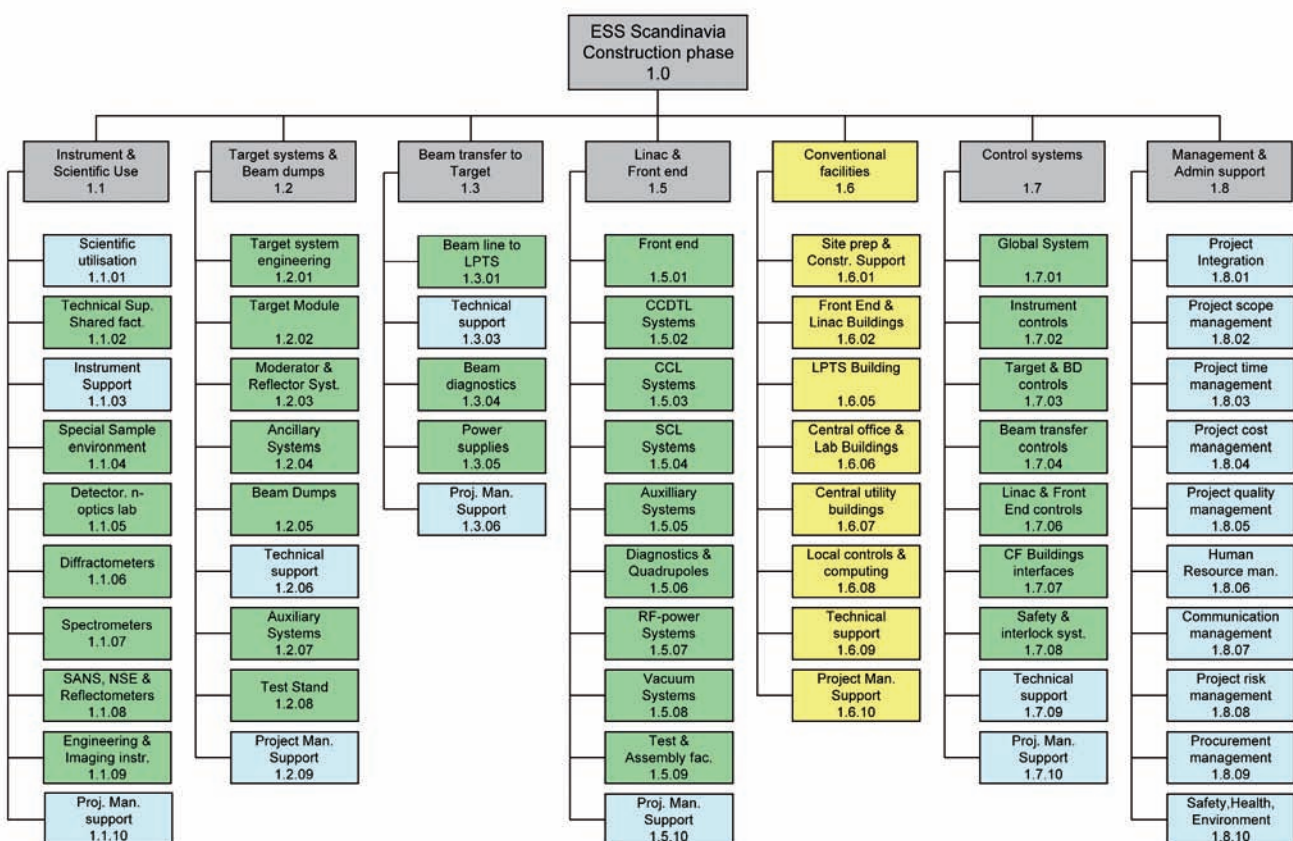 ESS Scandinavia
Construction phase
1.0
Instrument &
Scientific Use
1.1
Scientific
utilisation
1.1.01
Technical Sup.
Shared fact.
1.1.02
Instrument
Support
1.1.03
Special Sample
environment
1.1.04
Detector. n-
optics lab
1.1.05
Diffractometers
1.1.06
Spectrometers
1.1.07
SANS, NSE &
Reflectometers
1.1.08
Engineering &
Imaging instr.
1.1.09
Proj. Man.
support
1.1.10
Target systems &
Beam dumps
1.2
Target system
engineering
1.2.01
Target Module
1.2.02
Moderator &
Reflector Syst.
1.2.03
Ancillary
Systems
1.2.04
Beam Dumps
1.2.05
Technical
support
1.2.06
Auxiliary
Systems
1.2.07
Test Stand
1.2.08
Project Man.
Support
1.2.09
Beam transfer to
Target
1.3
Beam line to
LPTS
1.3.01
Technical
support
1.3.03
Beam
diagnostics
1.3.04
Power
supplies
1.3.05
Proj. Man.
Support
1.3.06
Linac &
Front end
1.5
Front end
1.5.01
CCDTL
Systems
1.5.02
CCL
Systems
1.5.03
SCL
Systems
1.5.04
Auxilliary
Systems
1.5.05
Diagnostics &
Quadrupoles
1.5.06
RF-power
Systems
1.5.07
Vacuum
Systems
1.5.08
Test &
Assembly fac.
1.5.09
Proj. Man.
Support
1.5.10
Conventional
facilities
1.6
Site prep &
Constr. Support
1.6.01
Front End &
Linac Buildings
1.6.02
LPTS Building
1.6.05
Central office &
Lab Buildings
1.6.06
Central utility
buildings
1.6.07
Local controls &
computing
1.6.08
Technical
support
1.6.09
Project Man.
Support
1.6.10
Control systems
1.7
Global System
1.7.01
Instrument
controls
1.7.02
Target & BD
controls
1.7.03
Beam transfer
controls
1.7.04
Linac & Front
End controls
1.7.06
CF Buildings
interfaces
1.7.07
Safety &
interlock syst.
1.7.08
Technical
support
1.7.09
Proj. Man.
Support
1.7.10
Management &
Admin support
1.8
Project
Integration
1.8.01
Project scope
management
1.8.02
Project time
management
1.8.03
Project cost
management
1.8.04
Project quality
management
1.8.05
Human
Resource man.
1.8.06
Communication
management
1.8.07
Project risk
management
1.8.08
Procurement
management
1.8.09
Safety,Health,
Environment
1.8.10